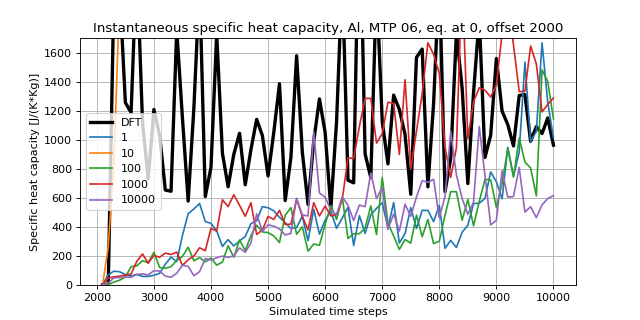 Instantaneous specific heat capacity, Al, MTP 06, eq. at 0, offset 2000
Specific heat capacity [J/(K*Kg)]
1600
1400
1200
1000
800
600
400
200
0
DFT
1
10
100
1000
10000
2000 3000 4000 5000 6000 7000 8000 9000 10000
Simulated time steps